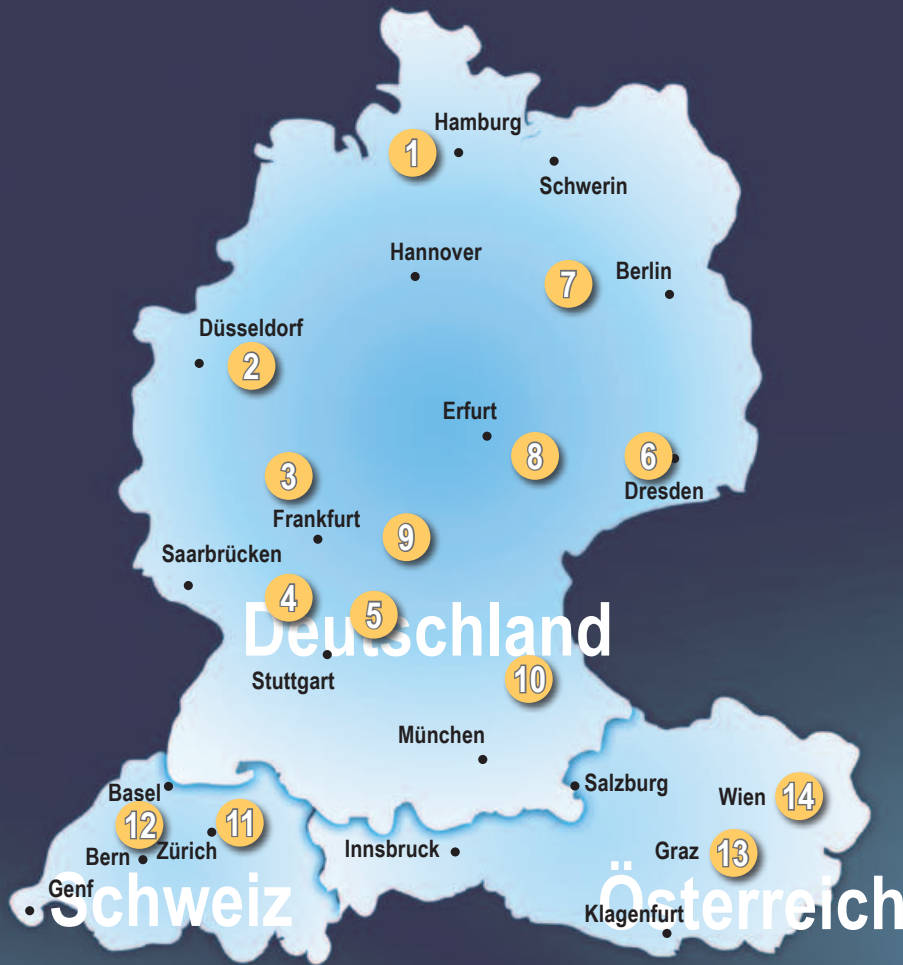 Hamburg
1
Schwerin
Hannover
7
Berlin
Düsseldorf
2
Erfurt
8
6
Dresden
3
Frankfurt
9
Saarbrücken
4
5
Deutschland
Stuttgart
10
München
Basel
Salzburg
Wien
14
12
11
Bern
Zürich
Innsbruck
Graz
13
Genf
Schweiz
Österreich
Klagenfurt